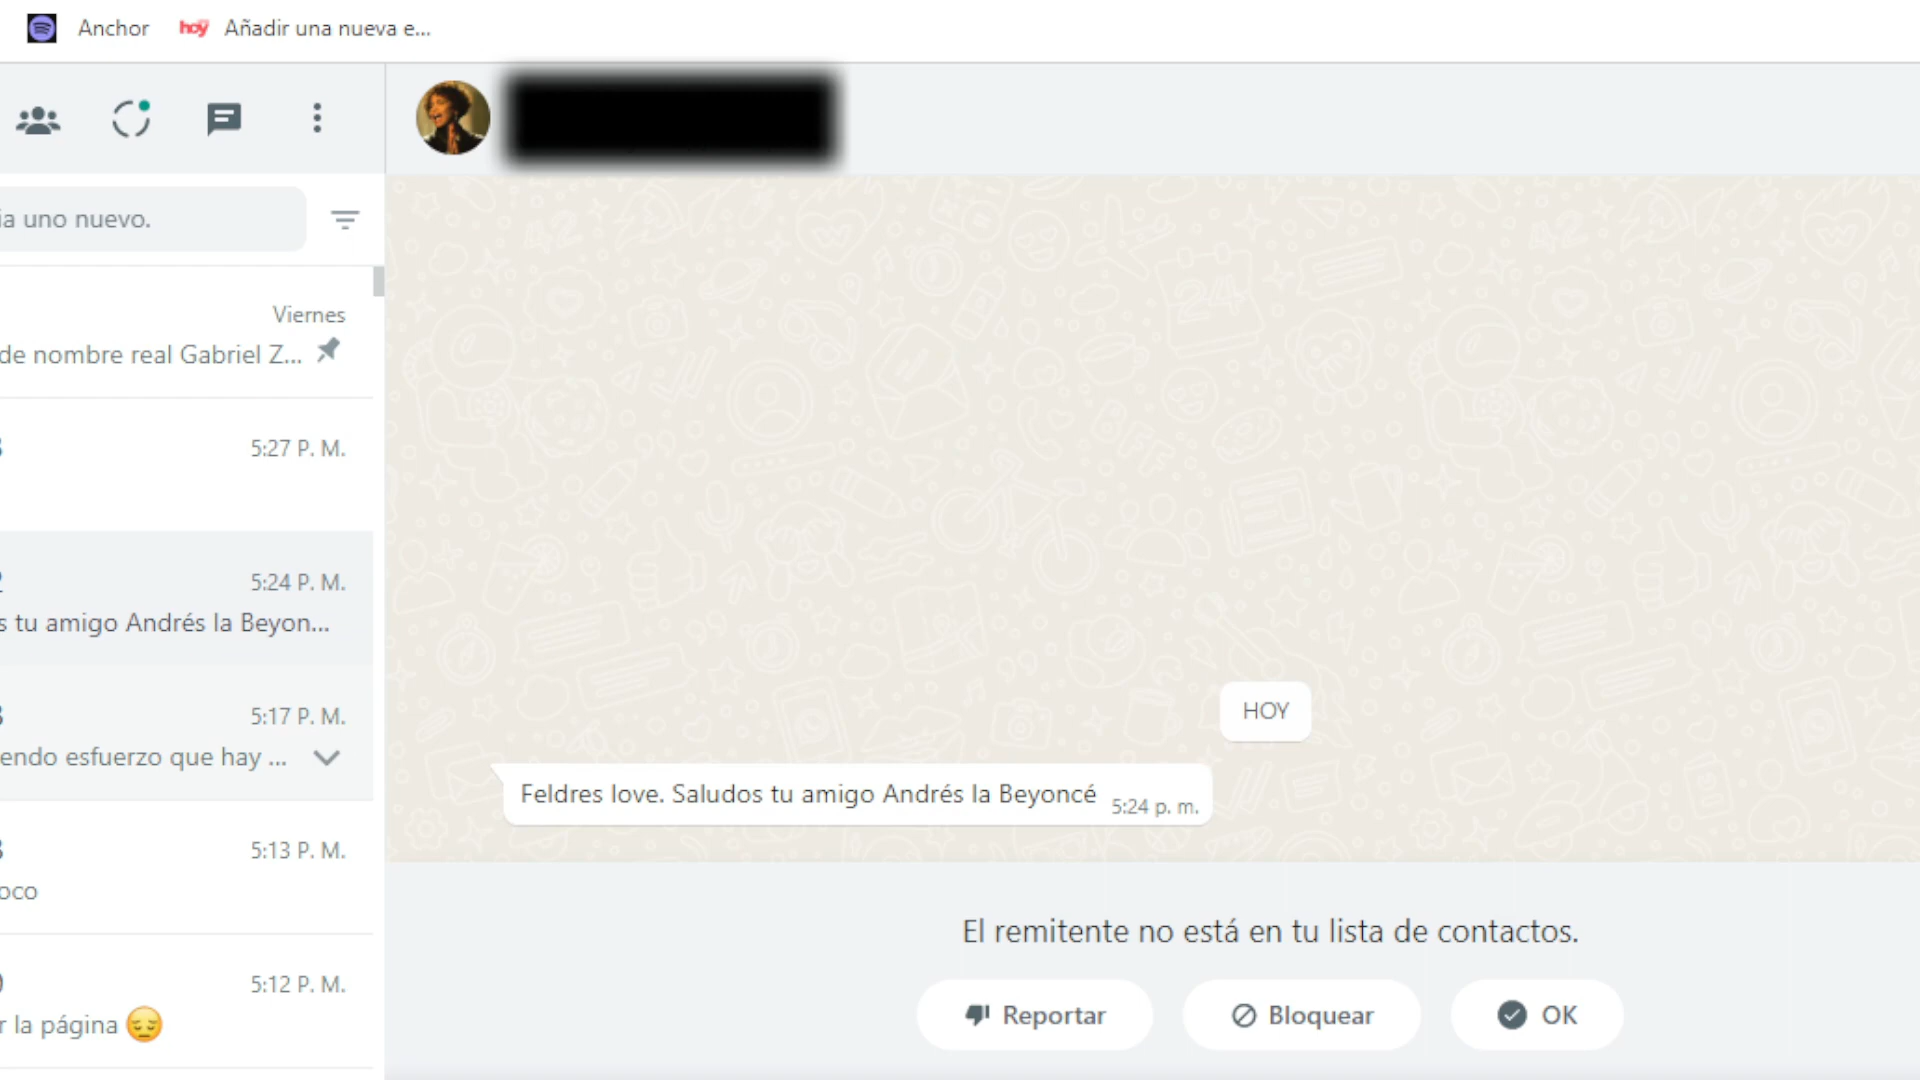 Anchor hoy Añadir una nueva e...
ia uno nuevo.
Viernes
de nombre real Gabriel Z...
5:27 P. M.
5:24 P. M.
s tu amigo Andrés la Beyon...
5:17 P. M.
endo esfuerzo que hay ...
5:13 P. M.
oco
5:12 P. M.
r la página 😔
HOY
Feldres love. Saludos tu amigo Andrés la Beyoncé 5:24 p. m.
El remitente no está en tu lista de contactos.
Reportar Bloquear OK